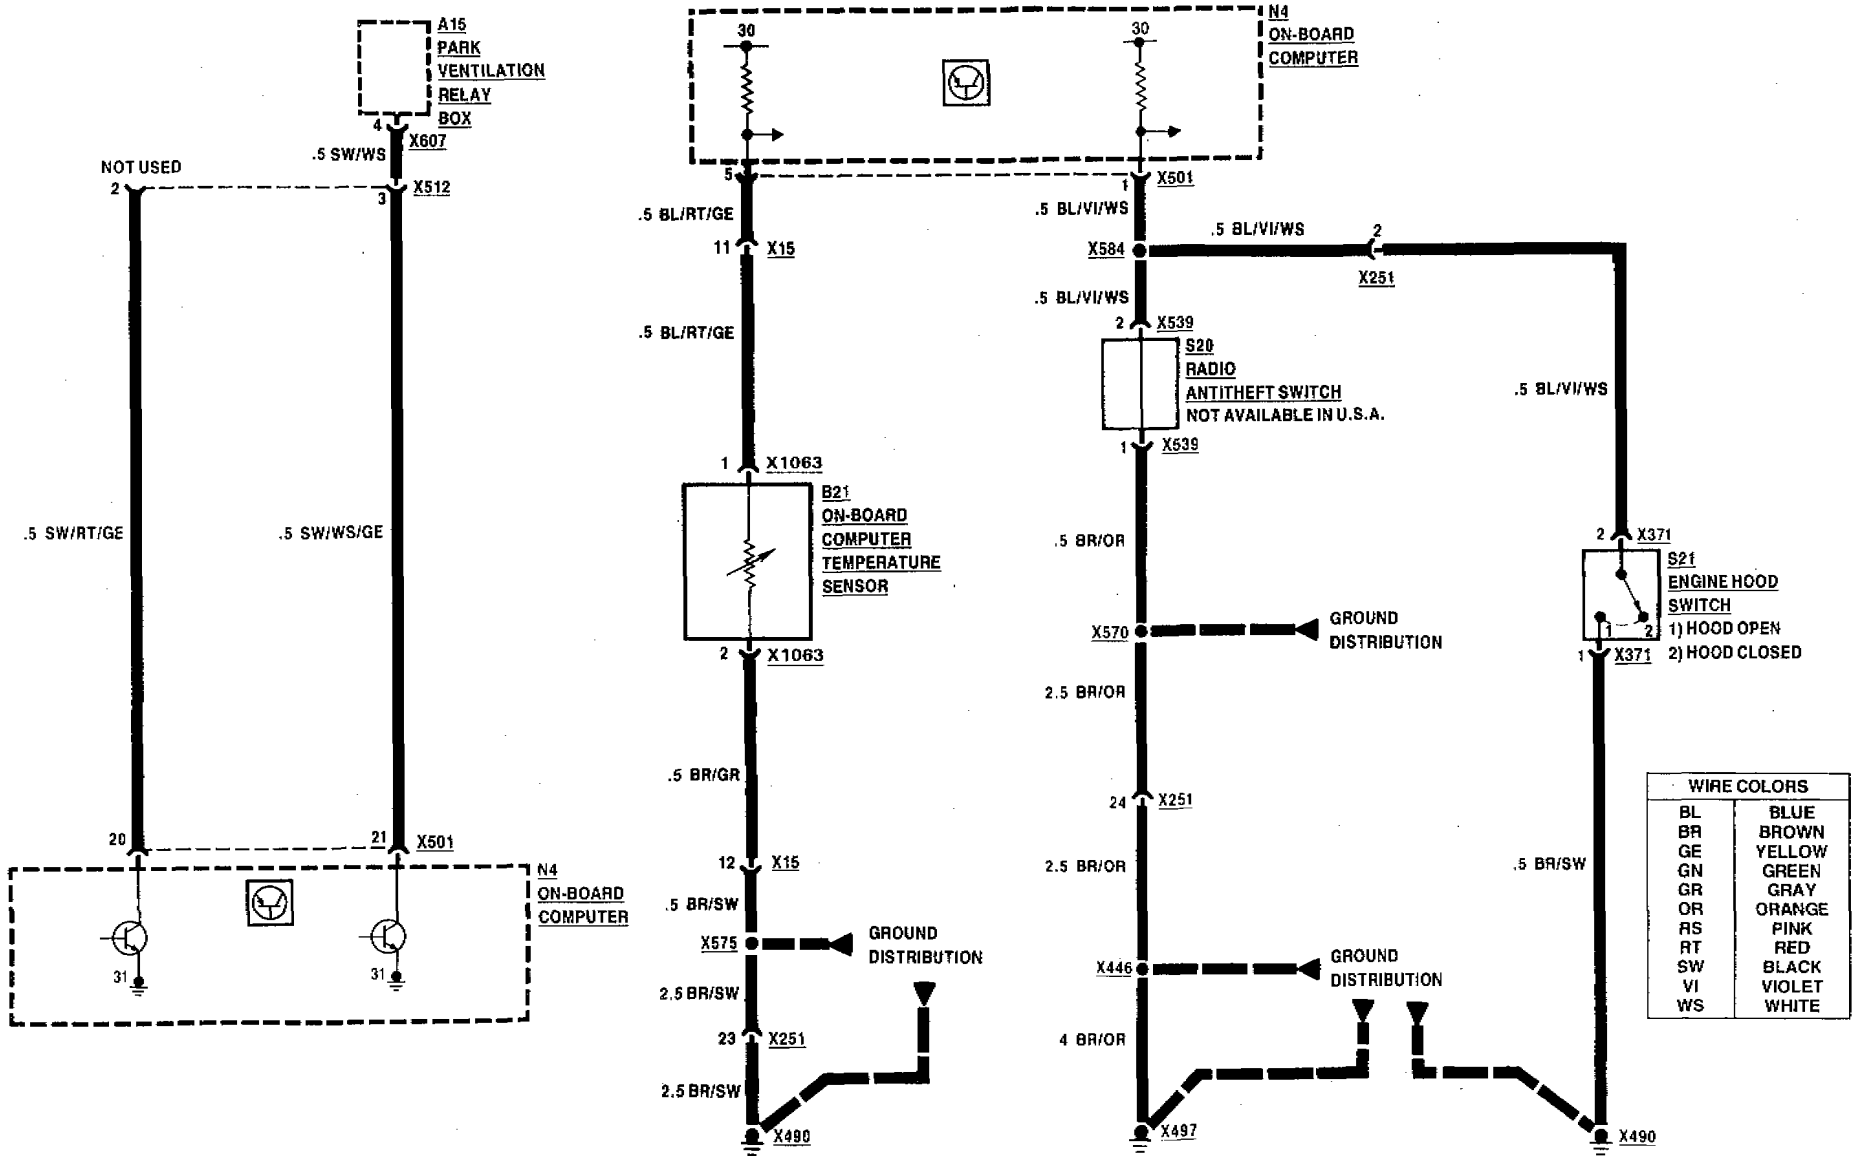 A15
PARK
VENTILATION
RELAY
BOX
4
X607
.5 SW/WS
NOT USED
2
3
X512
.5 SW/RT/GE
.5 SW/WS/GE
20
21
X501
N4
ON-BOARD
COMPUTER
31
31
N4
ON-BOARD
COMPUTER
30
30
5
1
X501
.5 BL/RT/GE
11
X15
.5 BL/RT/GE
1
X1063
B21
ON-BOARD
COMPUTER
TEMPERATURE
SENSOR
2
X1063
.5 BR/GR
12
X15
.5 BR/SW
X575
GROUND
DISTRIBUTION
2.5 BR/SW
23
X251
2.5 BR/SW
X490
.5 BL/VI/WS
X584
.5 BL/VI/WS
2
X251
.5 BL/VI/WS
2
X539
S20
RADIO
ANTITHEFT SWITCH
NOT AVAILABLE IN U.S.A.
1
X539
.5 BR/OR
X570
GROUND
DISTRIBUTION
2.5 BR/OR
24
X251
2.5 BR/OR
X446
GROUND
DISTRIBUTION
4 BR/OR
X497
.5 BL/VI/WS
2
X371
S21
ENGINE HOOD
SWITCH
1) HOOD OPEN
2) HOOD CLOSED
1
2
1
X371
.5 BR/SW
X490
WIRE COLORS
BL BLUE
BR BROWN
GE YELLOW
GN GREEN
GR GRAY
OR ORANGE
RS PINK
RT RED
SW BLACK
VI VIOLET
WS WHITE